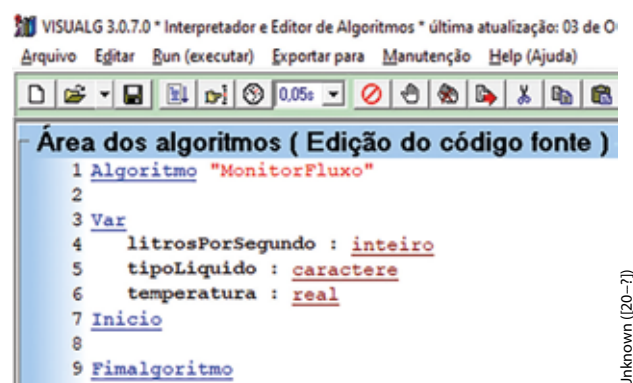 VISUALG 3.0.7.0 * Interpretador e Editor de Algoritmos * última atualização: 03 de O
Arquivo Editar Run (executar) Exportar para Manutenção Help (Ajuda)
0,05s
Área dos algoritmos ( Edição do código fonte )
1 Algoritmo "MonitorFluxo"
2
3 Var
4 litrosPorSegundo : inteiro
5 tipoLiquido : caractere
6 temperatura : real
7 Inicio
8
9 Fimalgoritmo
Unknown ([20–?])